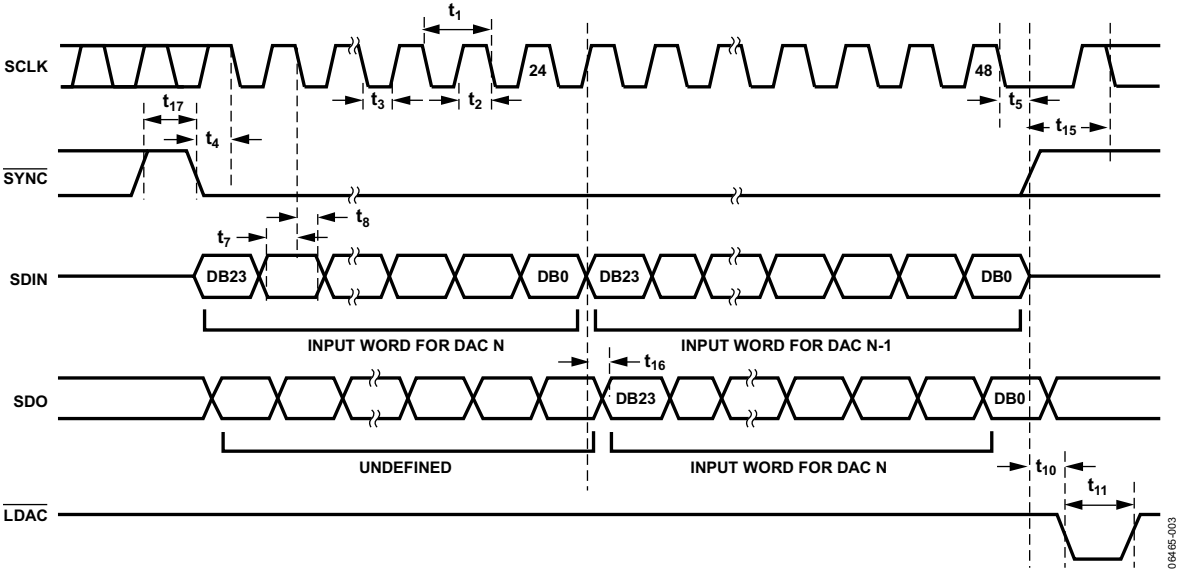 t1
SCLK
24
48
t3
t2
t5
t17
t4
t15
SYNC
t8
t7
SDIN
DB23
DB0
DB23
DB0
INPUT WORD FOR DAC N
INPUT WORD FOR DAC N-1
t16
SDO
DB23
DB0
UNDEFINED
INPUT WORD FOR DAC N
t10
t11
LDAC
06465-003